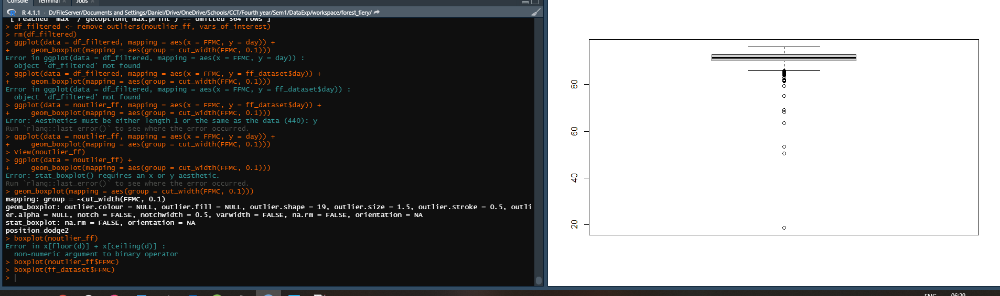 Console Terminal × Jobs ×
R 4.1.1 · D:/FileServer/Documents and Settings/Daniel/Drive/OneDrive/Schools/CCT/Fourth year/Sem1/DataExp/workspace/forest_fiery/
[ reached 'max' / getOption("max.print") -- omitted 364 rows ]
> df_filtered <- remove_outliers(noutlier_ff, vars_of_interest)
> rm(df_filtered)
> ggplot(data = df_filtered, mapping = aes(x = FFMC, y = day)) +
+     geom_boxplot(mapping = aes(group = cut_width(FFMC, 0.1)))
Error in ggplot(data = df_filtered, mapping = aes(x = FFMC, y = day)) :
  object 'df_filtered' not found
> ggplot(data = df_filtered, mapping = aes(x = FFMC, y = ff_dataset$day)) +
+     geom_boxplot(mapping = aes(group = cut_width(FFMC, 0.1)))
Error in ggplot(data = df_filtered, mapping = aes(x = FFMC, y = ff_dataset$day)) :
  object 'df_filtered' not found
> ggplot(data = noutlier_ff, mapping = aes(x = FFMC, y = ff_dataset$day)) +
+     geom_boxplot(mapping = aes(group = cut_width(FFMC, 0.1)))
Error: Aesthetics must be either length 1 or the same as the data (440): y
Run `rlang::last_error()` to see where the error occurred.
> ggplot(data = noutlier_ff, mapping = aes(x = FFMC, y = day)) +
+     geom_boxplot(mapping = aes(group = cut_width(FFMC, 0.1)))
> View(noutlier_ff)
> ggplot(data = noutlier_ff) +
+     geom_boxplot(mapping = aes(group = cut_width(FFMC, 0.1)))
Error: stat_boxplot() requires an x or y aesthetic.
Run `rlang::last_error()` to see where the error occurred.
> geom_boxplot(mapping = aes(group = cut_width(FFMC, 0.1)))
mapping: group = ~cut_width(FFMC, 0.1)
geom_boxplot: outlier.colour = NULL, outlier.fill = NULL, outlier.shape = 19, outlier.size = 1.5, outlier.stroke = 0.5, outli
er.alpha = NULL, notch = FALSE, notchwidth = 0.5, varwidth = FALSE, na.rm = FALSE, orientation = NA
stat_boxplot: na.rm = FALSE, orientation = NA
position_dodge2
> boxplot(noutlier_ff)
Error in x[floor(d)] + x[ceiling(d)] :
  non-numeric argument to binary operator
> boxplot(noutlier_ff$FFMC)
> boxplot(ff_dataset$FFMC)
>
80
60
40
20
ENG 06:29